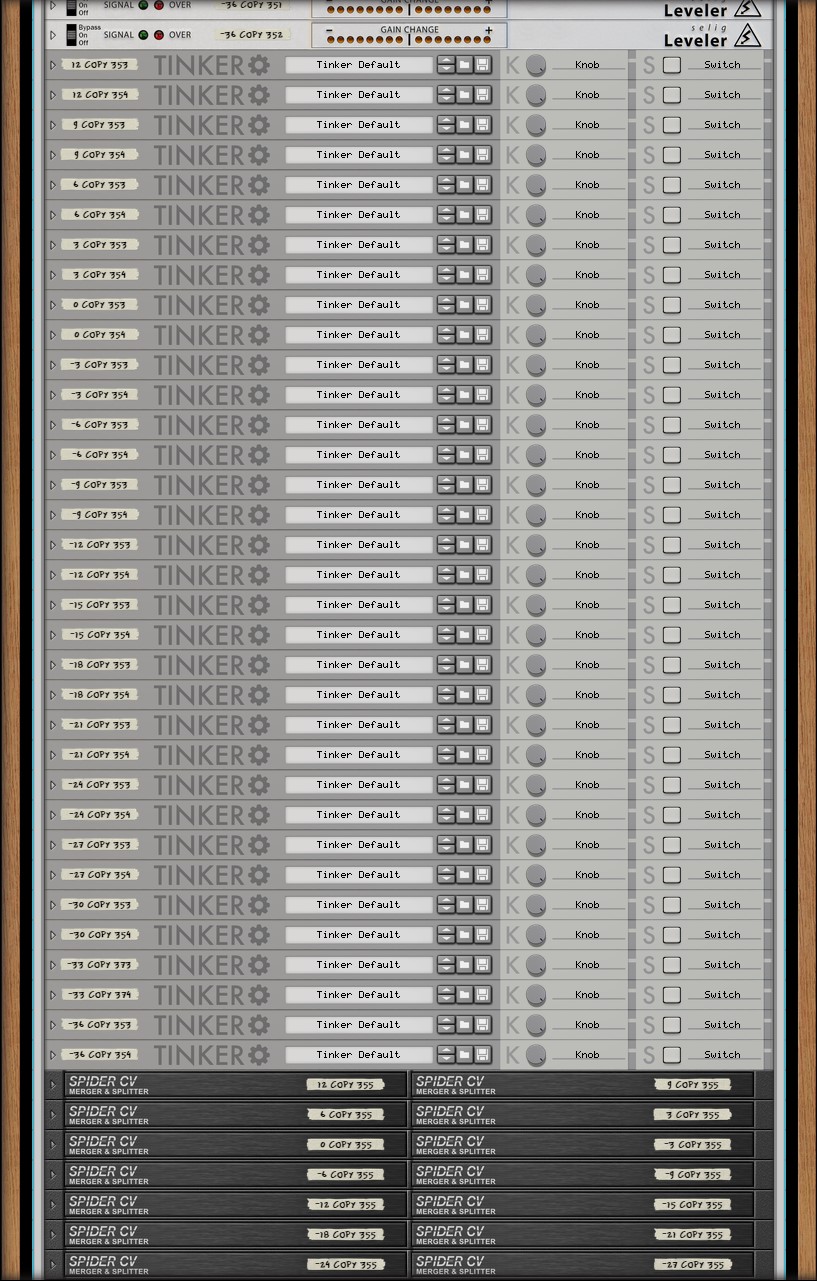 On Off SIGNAL OVER -36 COPY 351 GAIN CHANGE Leveler
Bypass On Off SIGNAL OVER -36 COPY 352 − GAIN CHANGE + selig Leveler
12 COPY 353 TINKER Tinker Default K Knob S Switch
12 COPY 354 TINKER Tinker Default K Knob S Switch
9 COPY 353 TINKER Tinker Default K Knob S Switch
9 COPY 354 TINKER Tinker Default K Knob S Switch
6 COPY 353 TINKER Tinker Default K Knob S Switch
6 COPY 354 TINKER Tinker Default K Knob S Switch
3 COPY 353 TINKER Tinker Default K Knob S Switch
3 COPY 354 TINKER Tinker Default K Knob S Switch
0 COPY 353 TINKER Tinker Default K Knob S Switch
0 COPY 354 TINKER Tinker Default K Knob S Switch
-3 COPY 353 TINKER Tinker Default K Knob S Switch
-3 COPY 354 TINKER Tinker Default K Knob S Switch
-6 COPY 353 TINKER Tinker Default K Knob S Switch
-6 COPY 354 TINKER Tinker Default K Knob S Switch
-9 COPY 353 TINKER Tinker Default K Knob S Switch
-9 COPY 354 TINKER Tinker Default K Knob S Switch
-12 COPY 353 TINKER Tinker Default K Knob S Switch
-12 COPY 354 TINKER Tinker Default K Knob S Switch
-15 COPY 353 TINKER Tinker Default K Knob S Switch
-15 COPY 354 TINKER Tinker Default K Knob S Switch
-18 COPY 353 TINKER Tinker Default K Knob S Switch
-18 COPY 354 TINKER Tinker Default K Knob S Switch
-21 COPY 353 TINKER Tinker Default K Knob S Switch
-21 COPY 354 TINKER Tinker Default K Knob S Switch
-24 COPY 353 TINKER Tinker Default K Knob S Switch
-24 COPY 354 TINKER Tinker Default K Knob S Switch
-27 COPY 353 TINKER Tinker Default K Knob S Switch
-27 COPY 354 TINKER Tinker Default K Knob S Switch
-30 COPY 353 TINKER Tinker Default K Knob S Switch
-30 COPY 354 TINKER Tinker Default K Knob S Switch
-33 COPY 373 TINKER Tinker Default K Knob S Switch
-33 COPY 374 TINKER Tinker Default K Knob S Switch
-36 COPY 353 TINKER Tinker Default K Knob S Switch
-36 COPY 354 TINKER Tinker Default K Knob S Switch
SPIDER CV 12 COPY 355 SPIDER CV 9 COPY 355
MERGER & SPLITTER MERGER & SPLITTER
SPIDER CV 6 COPY 355 SPIDER CV 3 COPY 355
MERGER & SPLITTER MERGER & SPLITTER
SPIDER CV 0 COPY 355 SPIDER CV -3 COPY 355
MERGER & SPLITTER MERGER & SPLITTER
SPIDER CV -6 COPY 355 SPIDER CV -9 COPY 355
MERGER & SPLITTER MERGER & SPLITTER
SPIDER CV -12 COPY 355 SPIDER CV -15 COPY 355
MERGER & SPLITTER MERGER & SPLITTER
SPIDER CV -18 COPY 355 SPIDER CV -21 COPY 355
MERGER & SPLITTER MERGER & SPLITTER
SPIDER CV -24 COPY 355 SPIDER CV -27 COPY 355
MERGER & SPLITTER MERGER & SPLITTER